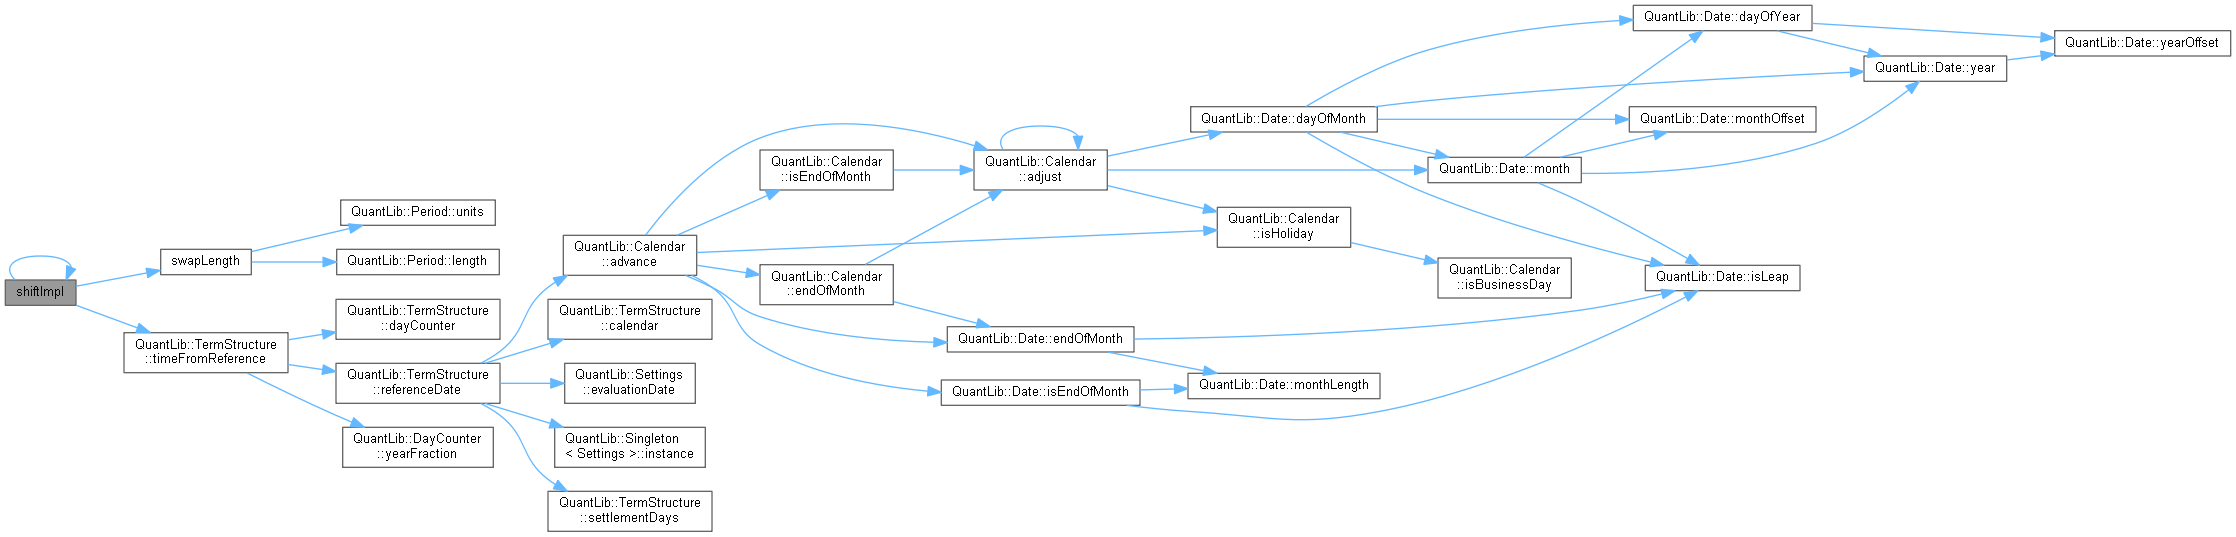 shiftImpl
swapLength
QuantLib::Period::units
QuantLib::Period::length
QuantLib::TermStructure
::timeFromReference
QuantLib::TermStructure
::dayCounter
QuantLib::TermStructure
::referenceDate
QuantLib::DayCounter
::yearFraction
QuantLib::Calendar
::advance
QuantLib::TermStructure
::calendar
QuantLib::Settings
::evaluationDate
QuantLib::Singleton
< Settings >::instance
QuantLib::TermStructure
::settlementDays
QuantLib::Calendar
::isEndOfMonth
QuantLib::Calendar
::endOfMonth
QuantLib::Calendar
::adjust
QuantLib::Date::endOfMonth
QuantLib::Date::isEndOfMonth
QuantLib::Date::dayOfMonth
QuantLib::Calendar
::isHoliday
QuantLib::Date::monthLength
QuantLib::Date::month
QuantLib::Calendar
::isBusinessDay
QuantLib::Date::dayOfYear
QuantLib::Date::monthOffset
QuantLib::Date::isLeap
QuantLib::Date::year
QuantLib::Date::yearOffset